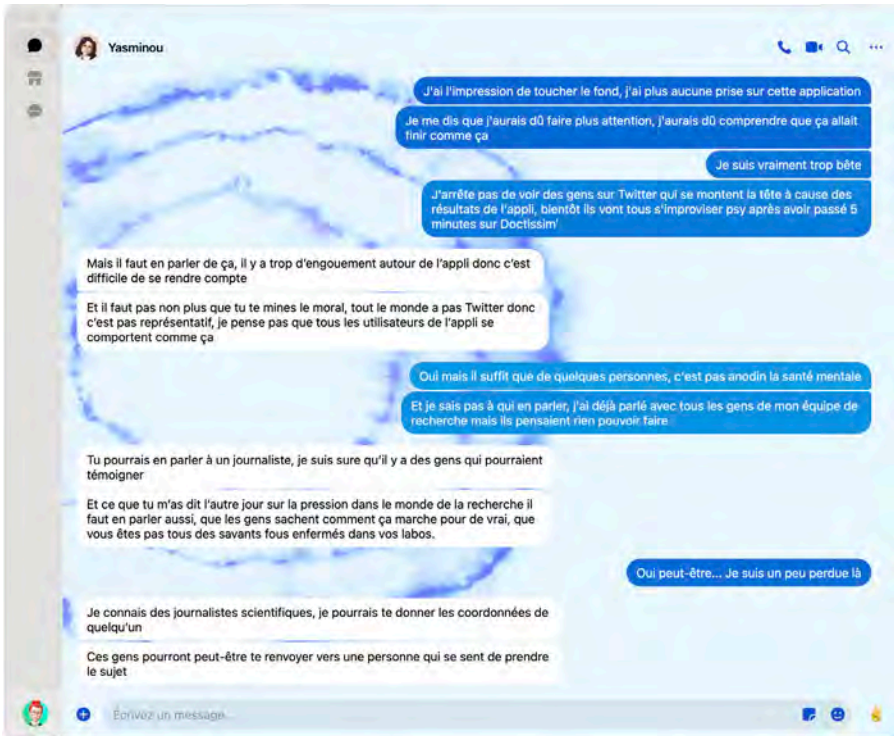 Yasminou
J'ai l'impression de toucher le fond, j'ai plus aucune prise sur cette application
Je me dis que j'aurais dû faire plus attention, j'aurais dû comprendre que ça allait
finir comme ça
Je suis vraiment trop bête
J'arrête pas de voir des gens sur Twitter qui se montent la tête à cause des
résultats de l'appli, bientôt ils vont tous s'improviser psy après avoir passé 5
minutes sur Doctissim'
Mais il faut en parler de ça, il y a trop d'engouement autour de l'appli donc c'est
difficile de se rendre compte
Et il faut pas non plus que tu te mines le moral, tout le monde a pas Twitter donc
c'est pas représentatif, je pense pas que tous les utilisateurs de l'appli se
comportent comme ça
Oui mais il suffit que de quelques personnes, c'est pas anodin la santé mentale
Et je sais pas à qui en parler, j'ai déjà parlé avec tous les gens de mon équipe de
recherche mais ils pensaient rien pouvoir faire
Tu pourrais en parler à un journaliste, je suis sure qu'il y a des gens qui pourraient
témoigner
Et ce que tu m'as dit l'autre jour sur la pression dans le monde de la recherche il
faut en parler aussi, que les gens sachent comment ça marche pour de vrai, que
vous êtes pas tous des savants fous enfermés dans vos labos.
Oui peut-être... Je suis un peu perdue là
Je connais des journalistes scientifiques, je pourrais te donner les coordonnées de
quelqu'un
Ces gens pourront peut-être te renvoyer vers une personne qui se sent de prendre
le sujet
Écrivez un message...